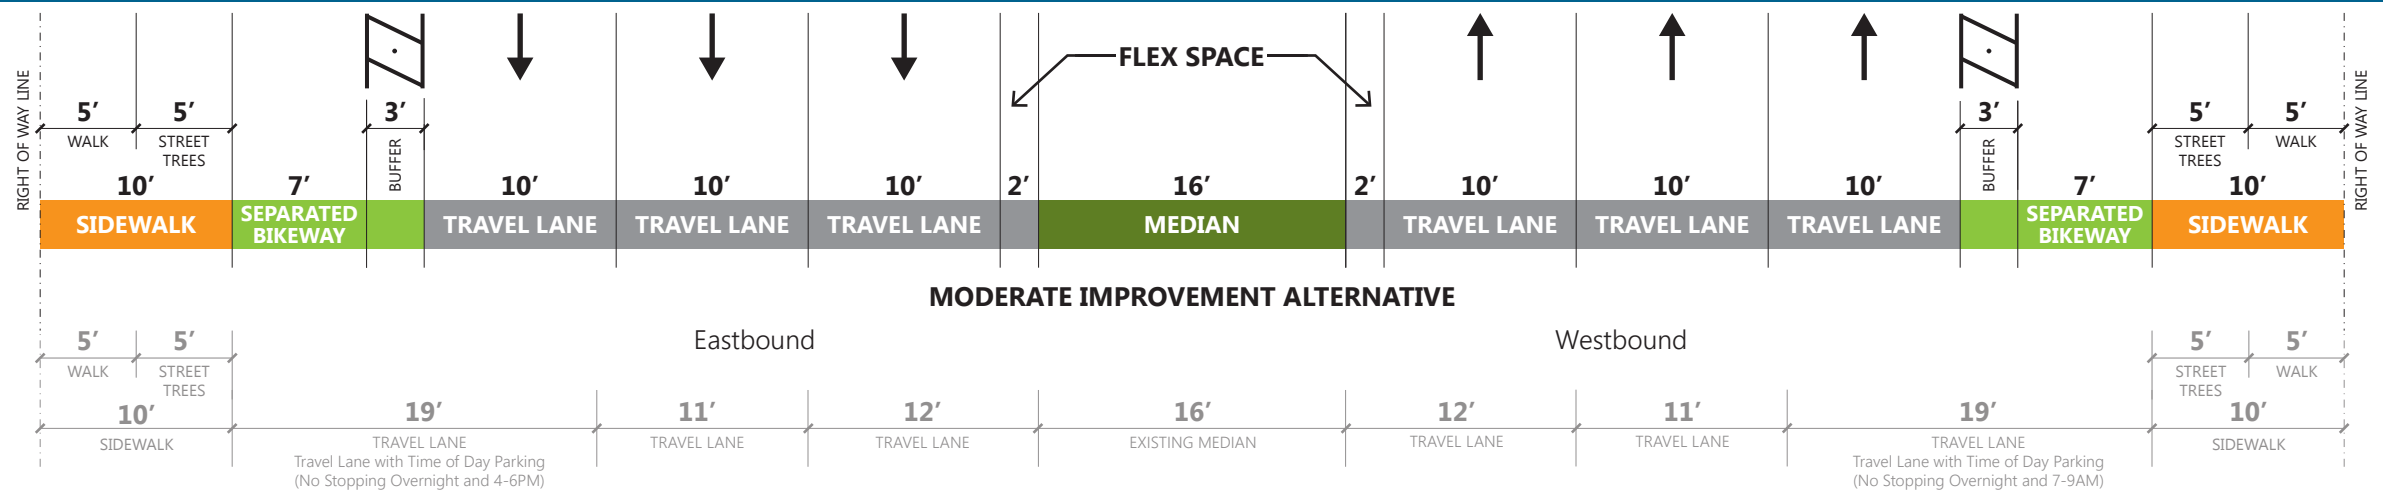 FLEX SPACE
RIGHT OF WAY LINE
5’ 5’ 3’ 3’ 5’ 5’
WALK STREET TREES BUFFER BUFFER STREET TREES WALK
10’ 7’ 10’ 10’ 10’ 2’ 16’ 2’ 10’ 10’ 10’ 7’ 10’
SIDEWALK SEPARATED BIKEWAY TRAVEL LANE TRAVEL LANE TRAVEL LANE MEDIAN TRAVEL LANE TRAVEL LANE TRAVEL LANE SEPARATED BIKEWAY SIDEWALK
RIGHT OF WAY LINE
MODERATE IMPROVEMENT ALTERNATIVE
Eastbound Westbound
5’ 5’ 5’ 5’
WALK STREET TREES STREET TREES WALK
10’ 19’ 11’ 12’ 16’ 12’ 11’ 19’ 10’
SIDEWALK TRAVEL LANE TRAVEL LANE TRAVEL LANE EXISTING MEDIAN TRAVEL LANE TRAVEL LANE TRAVEL LANE SIDEWALK
Travel Lane with Time of Day Parking Travel Lane with Time of Day Parking
(No Stopping Overnight and 4-6PM) (No Stopping Overnight and 7-9AM)